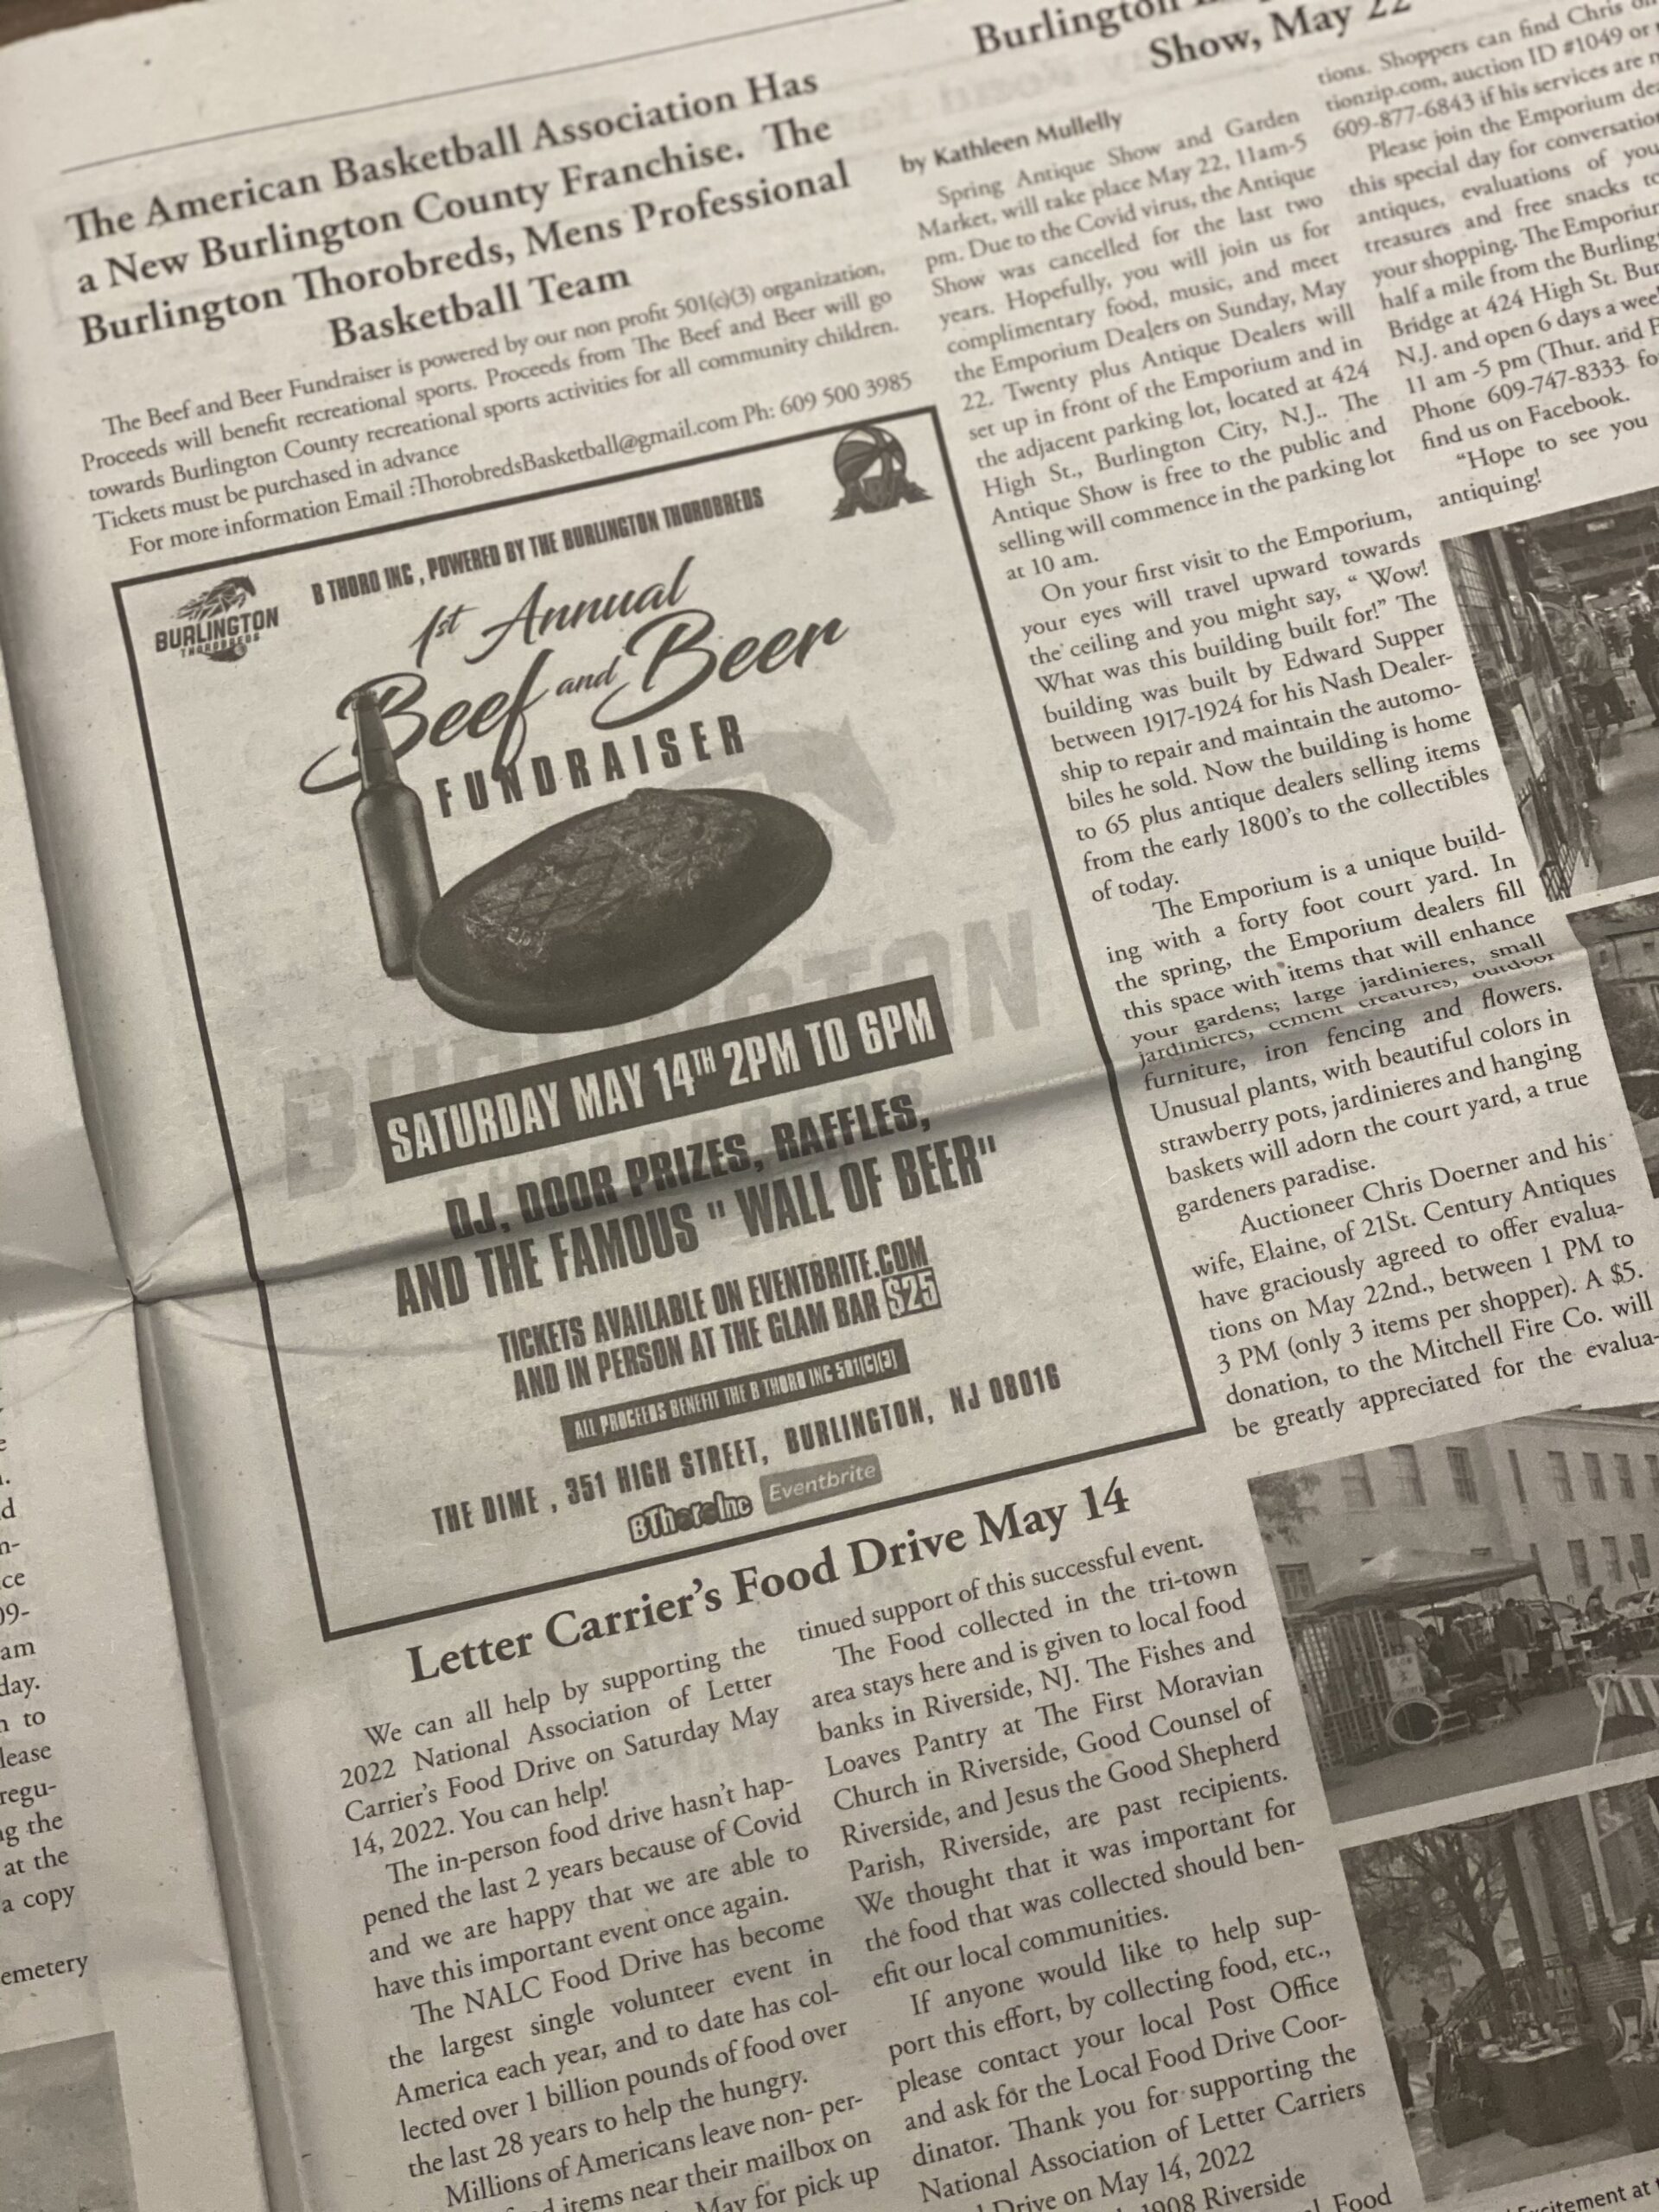 The American Basketball Association Has
a New Burlington County Franchise. The
Burlington Thorobreds, Mens Professional
Basketball Team
The Beef and Beer Fundraiser is powered by our non profit 501(c)(3) organization,
Proceeds will benefit recreational sports. Proceeds from The Beef and Beer will go
towards Burlington County recreational sports activities for all community children.
Tickets must be purchased in advance
For more information Email :ThorobredsBasketball@gmail.com Ph: 609 500 3985
BURLINGTON
THOROBREDS
B THORO INC , POWERED BY THE BURLINGTON THOROBREDS
1st Annual
Beef and Beer
FUNDRAISER
SATURDAY MAY 14TH 2PM TO 6PM
DJ, DOOR PRIZES, RAFFLES,
AND THE FAMOUS " WALL OF BEER"
TICKETS AVAILABLE ON EVENTBRITE.COM
AND IN PERSON AT THE GLAM BAR $25
ALL PROCEEDS BENEFIT THE B THORO INC 501(C)(3)
THE DIME , 351 HIGH STREET, BURLINGTON, NJ 08016
BThoroInc Eventbrite
Letter Carrier's Food Drive May 14
We can all help by supporting the
2022 National Association of Letter
Carrier's Food Drive on Saturday May
14, 2022. You can help!
The in-person food drive hasn't hap-
pened the last 2 years because of Covid
and we are happy that we are able to
have this important event once again.
The NALC Food Drive has become
the largest single volunteer event in
America each year, and to date has col-
lected over 1 billion pounds of food over
the last 28 years to help the hungry.
Millions of Americans leave non- per-
items near their mailbox on
May for pick up
tinued support of this successful event.
The Food collected in the tri-town
area stays here and is given to local food
banks in Riverside, NJ. The Fishes and
Loaves Pantry at The First Moravian
Church in Riverside, Good Counsel of
Riverside, and Jesus the Good Shepherd
Parish, Riverside, are past recipients.
We thought that it was important for
the food that was collected should ben-
efit our local communities.
If anyone would like to help sup-
port this effort, by collecting food, etc.,
please contact your local Post Office
and ask for the Local Food Drive Coor-
dinator. Thank you for supporting the
National Association of Letter Carriers
Drive on May 14, 2022
1908 Riverside
Food
Burlington
Show, May 22
by Kathleen Mullelly
Spring Antique Show and Garden
Market, will take place May 22, 11am-5
pm. Due to the Covid virus, the Antique
Show was cancelled for the last two
years. Hopefully, you will join us for
complimentary food, music, and meet
the Emporium Dealers on Sunday, May
22. Twenty plus Antique Dealers will
set up in front of the Emporium and in
the adjacent parking lot, located at 424
High St., Burlington City, N.J.. The
Antique Show is free to the public and
selling will commence in the parking lot
at 10 am.
On your first visit to the Emporium,
your eyes will travel upward towards
the ceiling and you might say, " Wow!
What was this building built for!" The
building was built by Edward Supper
between 1917-1924 for his Nash Dealer-
ship to repair and maintain the automo-
biles he sold. Now the building is home
to 65 plus antique dealers selling items
from the early 1800's to the collectibles
of today.
The Emporium is a unique build-
ing with a forty foot court yard. In
the spring, the Emporium dealers fill
this space with items that will enhance
your gardens; large jardinieres, small
jardinieres, cement creatures, outdoor
furniture, iron fencing and flowers.
Unusual plants, with beautiful colors in
strawberry pots, jardinieres and hanging
baskets will adorn the court yard, a true
gardeners paradise.
Auctioneer Chris Doerner and his
wife, Elaine, of 21St. Century Antiques
have graciously agreed to offer evalua-
tions on May 22nd., between 1 PM to
3 PM (only 3 items per shopper). A $5.
donation, to the Mitchell Fire Co. will
be greatly appreciated for the evalua-
tions. Shoppers can find Chris on
tionzip.com, auction ID #1049 or
609-877-6843 if his services are
Please join the Emporium
this special day for
antiques, evaluations of
treasures and free snacks to
your shopping. The Emporium
half a mile from the
Bridge at 424 High St.
N.J. and open 6 days a
11 am -5 pm (Thur. and
Phone 609-747-8333
find us on Facebook.
"Hope to see you
antiquing!
at